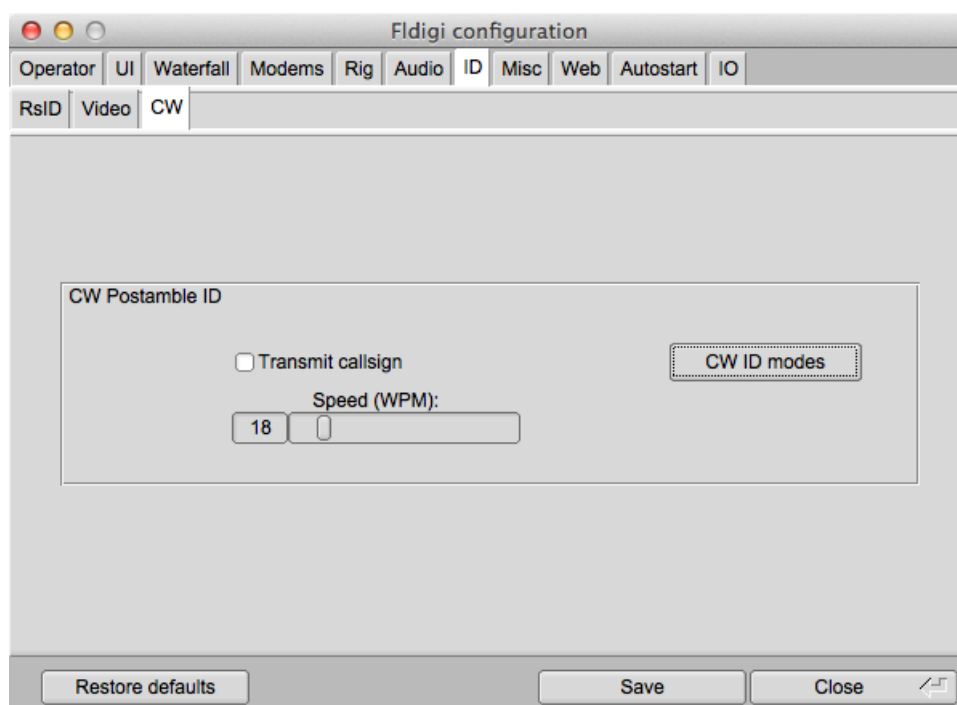 Fldigi configuration
Operator UI Waterfall Modems Rig Audio ID Misc Web Autostart IO
RsID Video CW
CW Postamble ID
Transmit callsign
CW ID modes
Speed (WPM):
18
Restore defaults Save Close